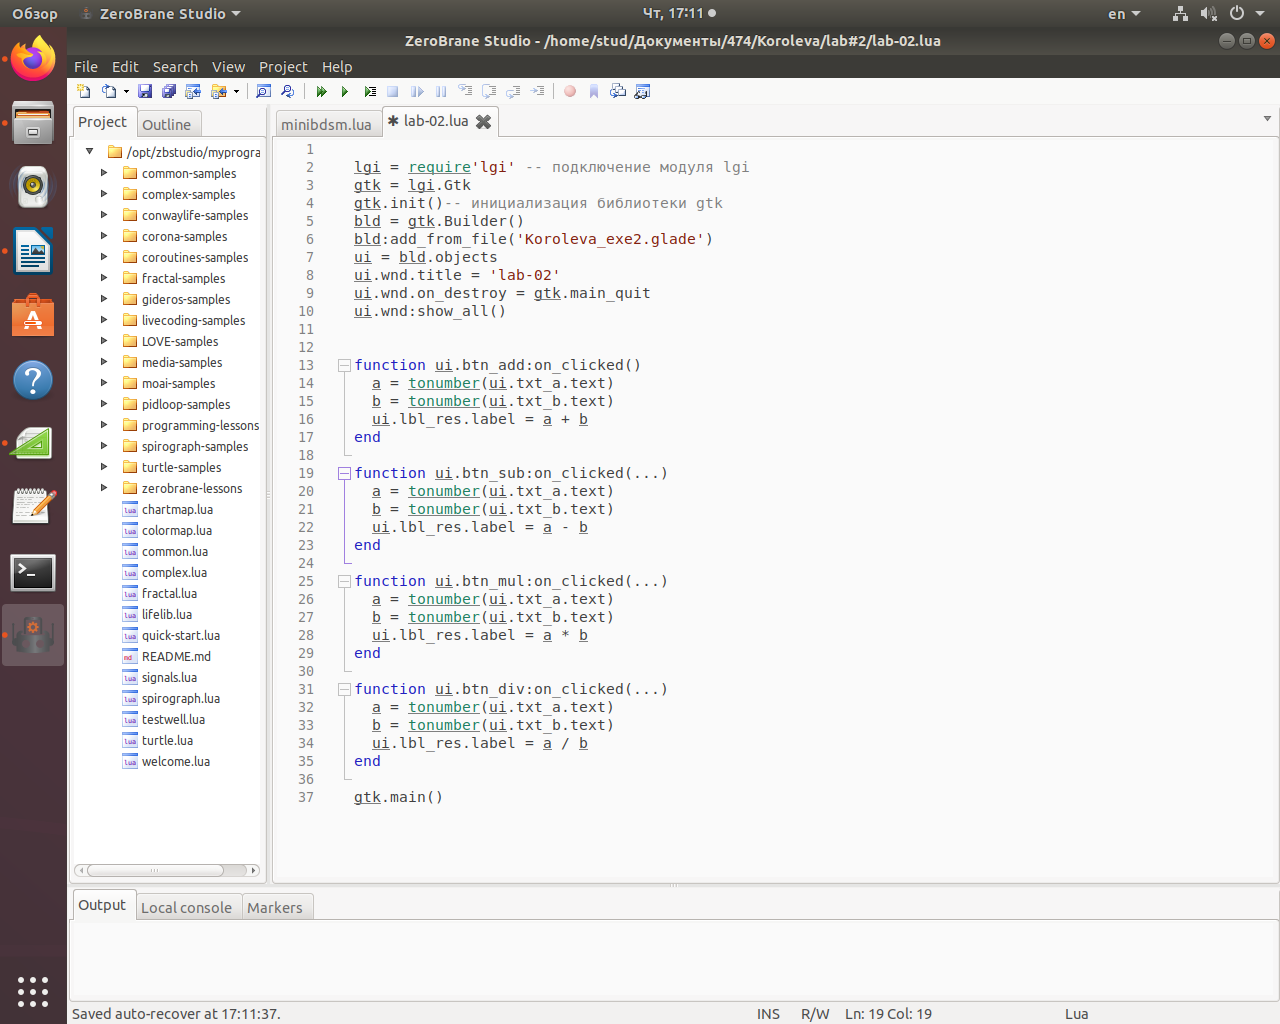 Обзор ZeroBrane Studio Чт, 17:11 en
ZeroBrane Studio - /home/stud/Документы/474/Koroleva/lab#2/lab-02.lua
File Edit Search View Project Help
Project Outline
minibdsm.lua ✱ lab-02.lua
/opt/zbstudio/myprogra
common-samples
complex-samples
conwaylife-samples
corona-samples
coroutines-samples
fractal-samples
gideros-samples
livecoding-samples
LOVE-samples
media-samples
moai-samples
pidloop-samples
programming-lessons
spirograph-samples
turtle-samples
zerobrane-lessons
chartmap.lua
colormap.lua
common.lua
complex.lua
fractal.lua
lifelib.lua
quick-start.lua
README.md
signals.lua
spirograph.lua
testwell.lua
turtle.lua
welcome.lua
1
2 lgi = require'lgi' -- подключение модуля lgi
3 gtk = lgi.Gtk
4 gtk.init()-- инициализация библиотеки gtk
5 bld = gtk.Builder()
6 bld:add_from_file('Koroleva_exe2.glade')
7 ui = bld.objects
8 ui.wnd.title = 'lab-02'
9 ui.wnd.on_destroy = gtk.main_quit
10 ui.wnd:show_all()
11
12
13 function ui.btn_add:on_clicked()
14 a = tonumber(ui.txt_a.text)
15 b = tonumber(ui.txt_b.text)
16 ui.lbl_res.label = a + b
17 end
18
19 function ui.btn_sub:on_clicked(...)
20 a = tonumber(ui.txt_a.text)
21 b = tonumber(ui.txt_b.text)
22 ui.lbl_res.label = a - b
23 end
24
25 function ui.btn_mul:on_clicked(...)
26 a = tonumber(ui.txt_a.text)
27 b = tonumber(ui.txt_b.text)
28 ui.lbl_res.label = a * b
29 end
30
31 function ui.btn_div:on_clicked(...)
32 a = tonumber(ui.txt_a.text)
33 b = tonumber(ui.txt_b.text)
34 ui.lbl_res.label = a / b
35 end
36
37 gtk.main()
Output Local console Markers
Saved auto-recover at 17:11:37. INS R/W Ln: 19 Col: 19 Lua